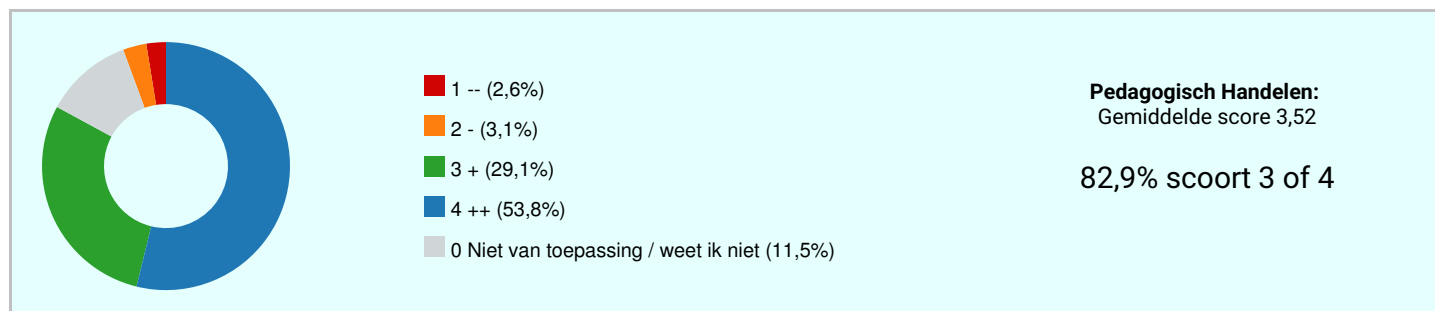 1 -- (2,6%)
2 - (3,1%)
3 + (29,1%)
4 ++ (53,8%)
0 Niet van toepassing / weet ik niet (11,5%)
Pedagogisch Handelen:
Gemiddelde score 3,52
82,9% scoort 3 of 4